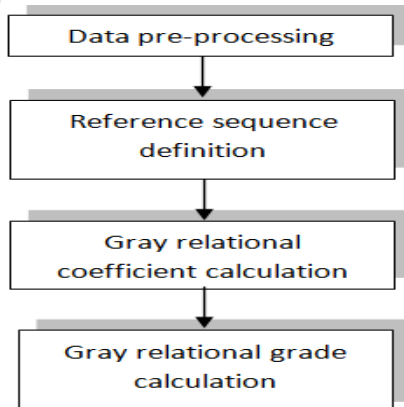 Data pre-processing
Reference sequence
definition
Gray relational
coefficient calculation
Gray relational grade
calculation